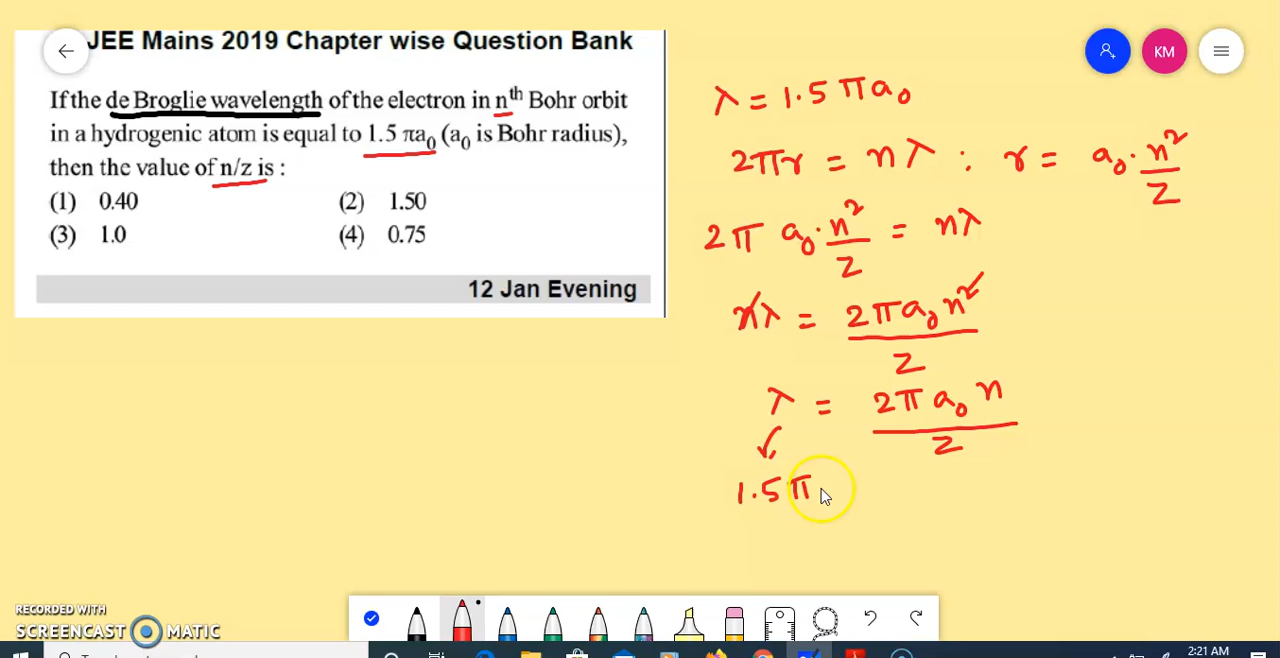 JEE Mains 2019 Chapter wise Question Bank
If the de Broglie wavelength of the electron in nth Bohr orbit
in a hydrogenic atom is equal to 1.5 πa0 (a0 is Bohr radius),
then the value of n/z is :
(1) 0.40 (2) 1.50
(3) 1.0 (4) 0.75
12 Jan Evening
KM
λ = 1.5 πa0
2πr = nλ : r = a0 . n²/Z
2π a0 . n²/Z = nλ
nλ = 2πa0n²/Z
λ = 2πa0n/Z
1.5π
RECORDED WITH
SCREENCAST MATIC
2:21 AM